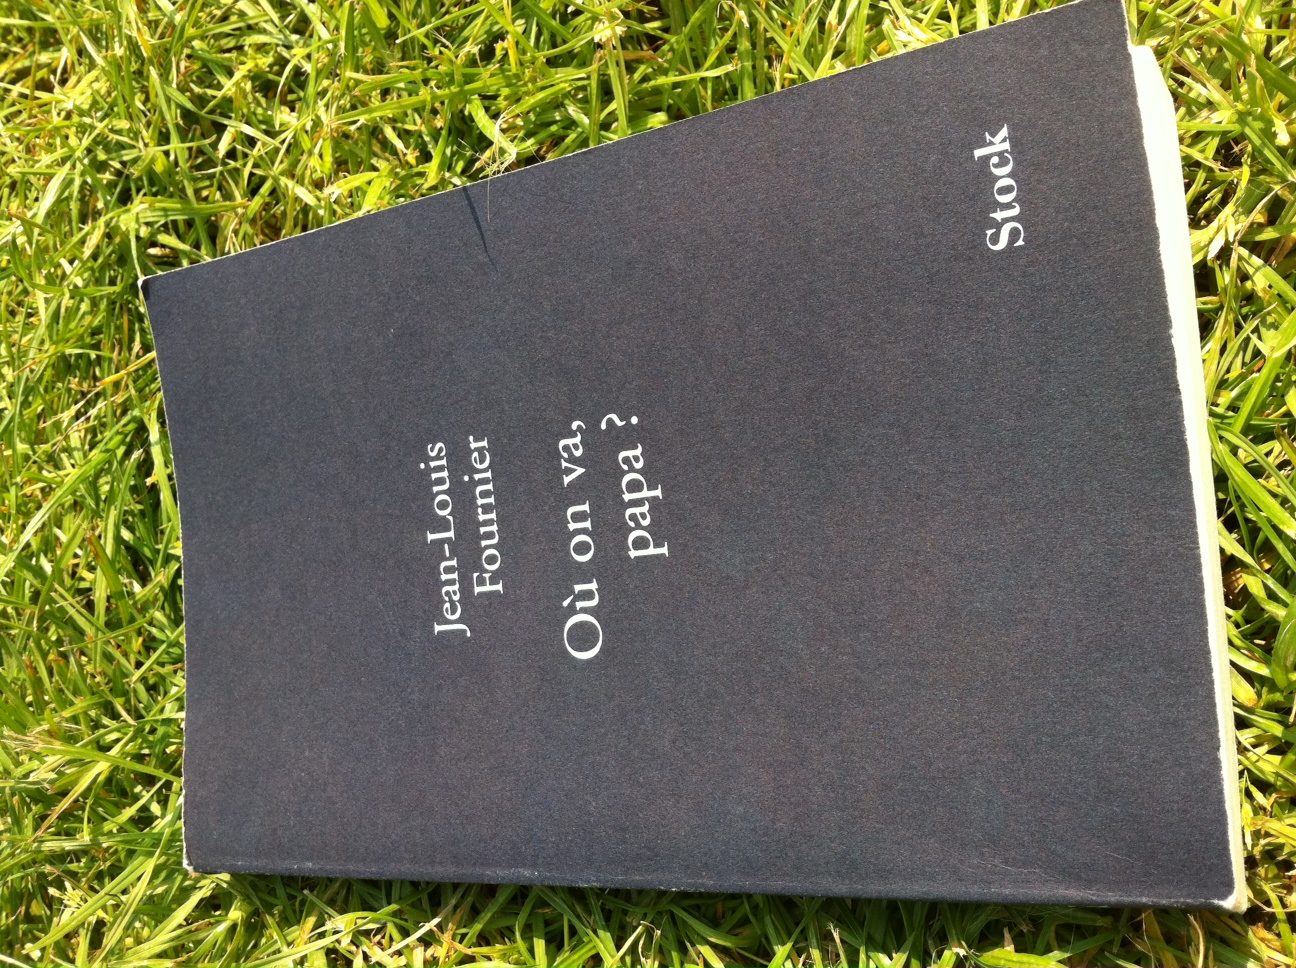 Jean-Louis
Fournier
Où on va,
papa ?
Stock